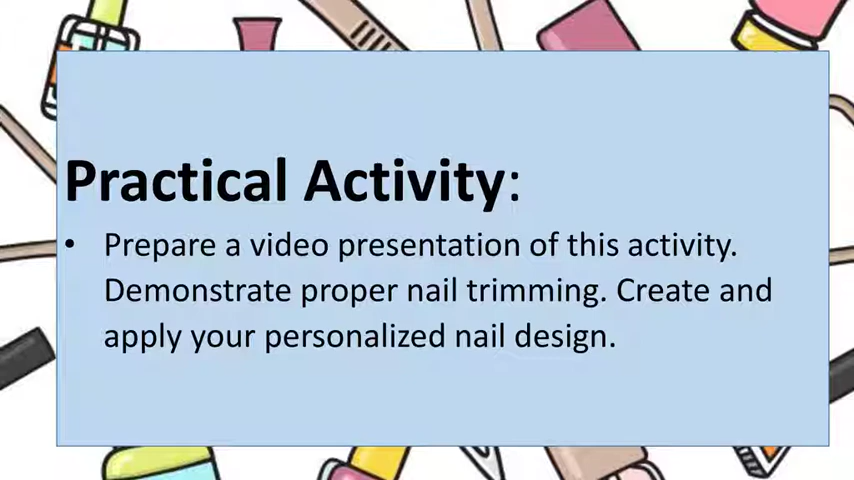 Practical Activity:
• Prepare a video presentation of this activity.
Demonstrate proper nail trimming. Create and
apply your personalized nail design.